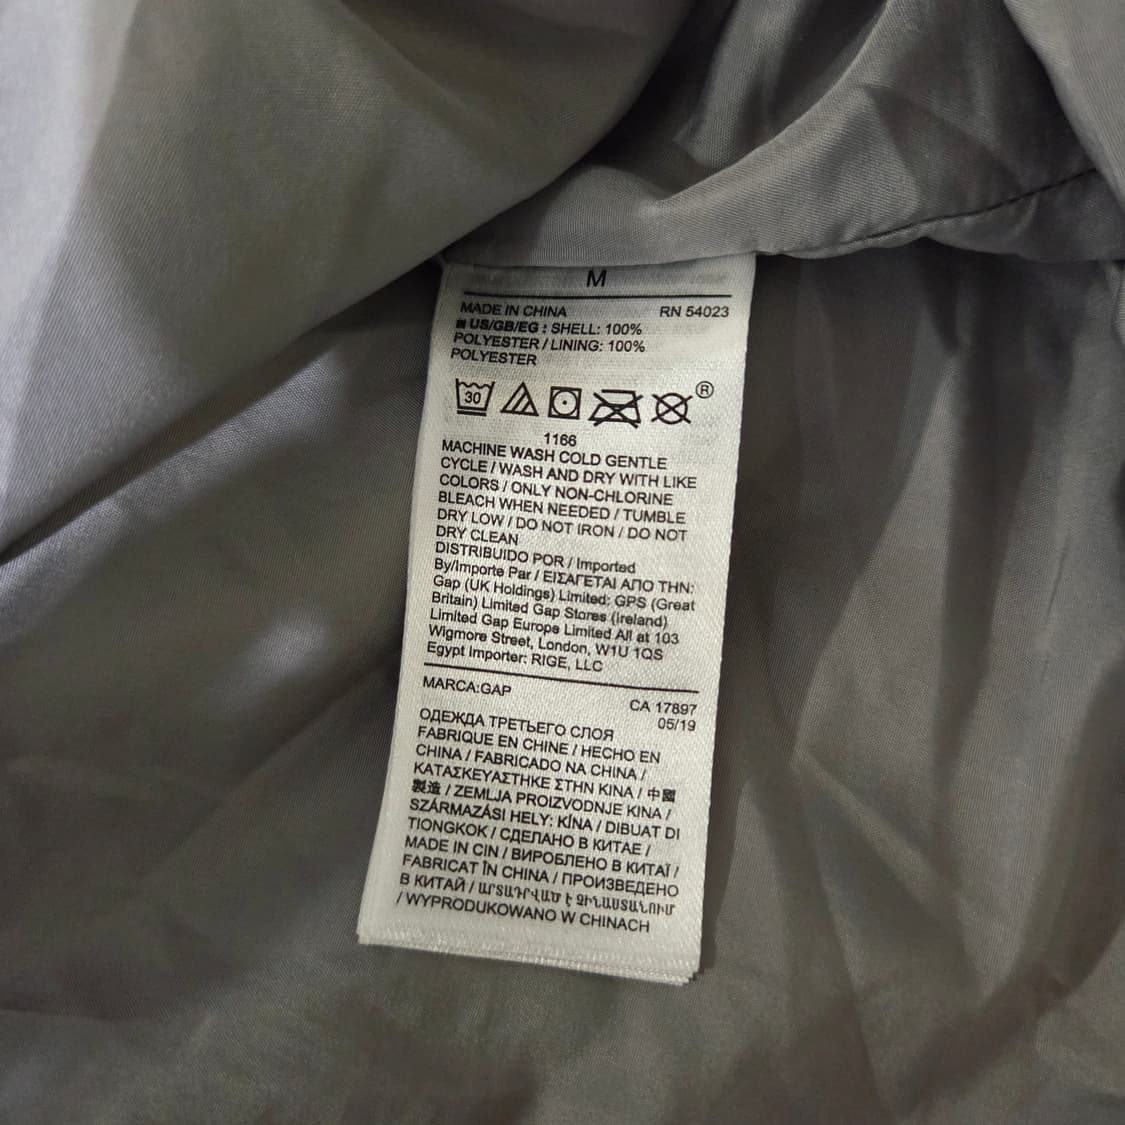 M
MADE IN CHINA RN 54023
US/GB/EG : SHELL: 100%
POLYESTER / LINING: 100%
POLYESTER
30
®
1166
MACHINE WASH COLD GENTLE
CYCLE / WASH AND DRY WITH LIKE
COLORS / ONLY NON-CHLORINE
BLEACH WHEN NEEDED / TUMBLE
DRY LOW / DO NOT IRON / DO NOT
DRY CLEAN
DISTRIBUIDO POR / Imported
By/Importe Par / ΕΙΣΑΓΕΤΑΙ ΑΠΟ ΤΗΝ:
Gap (UK Holdings) Limited: GPS (Great
Britain) Limited Gap Stores (Ireland)
Limited Gap Europe Limited All at 103
Wigmore Street, London, W1U 1QS
Egypt Importer: RIGE, LLC
MARCA:GAP
CA 17897
05/19
ОДЕЖДА ТРЕТЬЕГО СЛОЯ
FABRIQUE EN CHINE / HECHO EN
CHINA / FABRICADO NA CHINA /
ΚΑΤΑΣΚΕΥΑΣΤΗΚΕ ΣΤΗΝ ΚΙΝΑ / 中國
製造 / ZEMLJA PROIZVODNJE KINA /
SZÁRMAZÁSI HELY: KÍNA / DIBUAT DI
TIONGKOK / СДЕЛАНО В КИТАЕ /
MADE IN CIN / ВИРОБЛЕНО В КИТАЇ /
FABRICAT ÎN CHINA / ПРОИЗВЕДЕНО
В КИТАЙ / ԱՐՏԱԴՐՎԱԾ Է ՉԻՆԱՍՏԱՆՈՒՄ
/ WYPRODUKOWANO W CHINACH